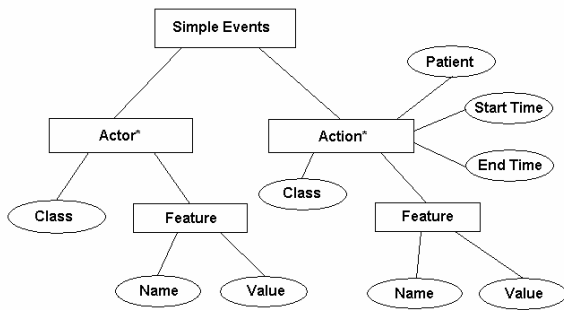 Simple Events
Patient
Start Time
Actor*
Action*
End Time
Class
Class
Feature
Feature
Name
Value
Name
Value